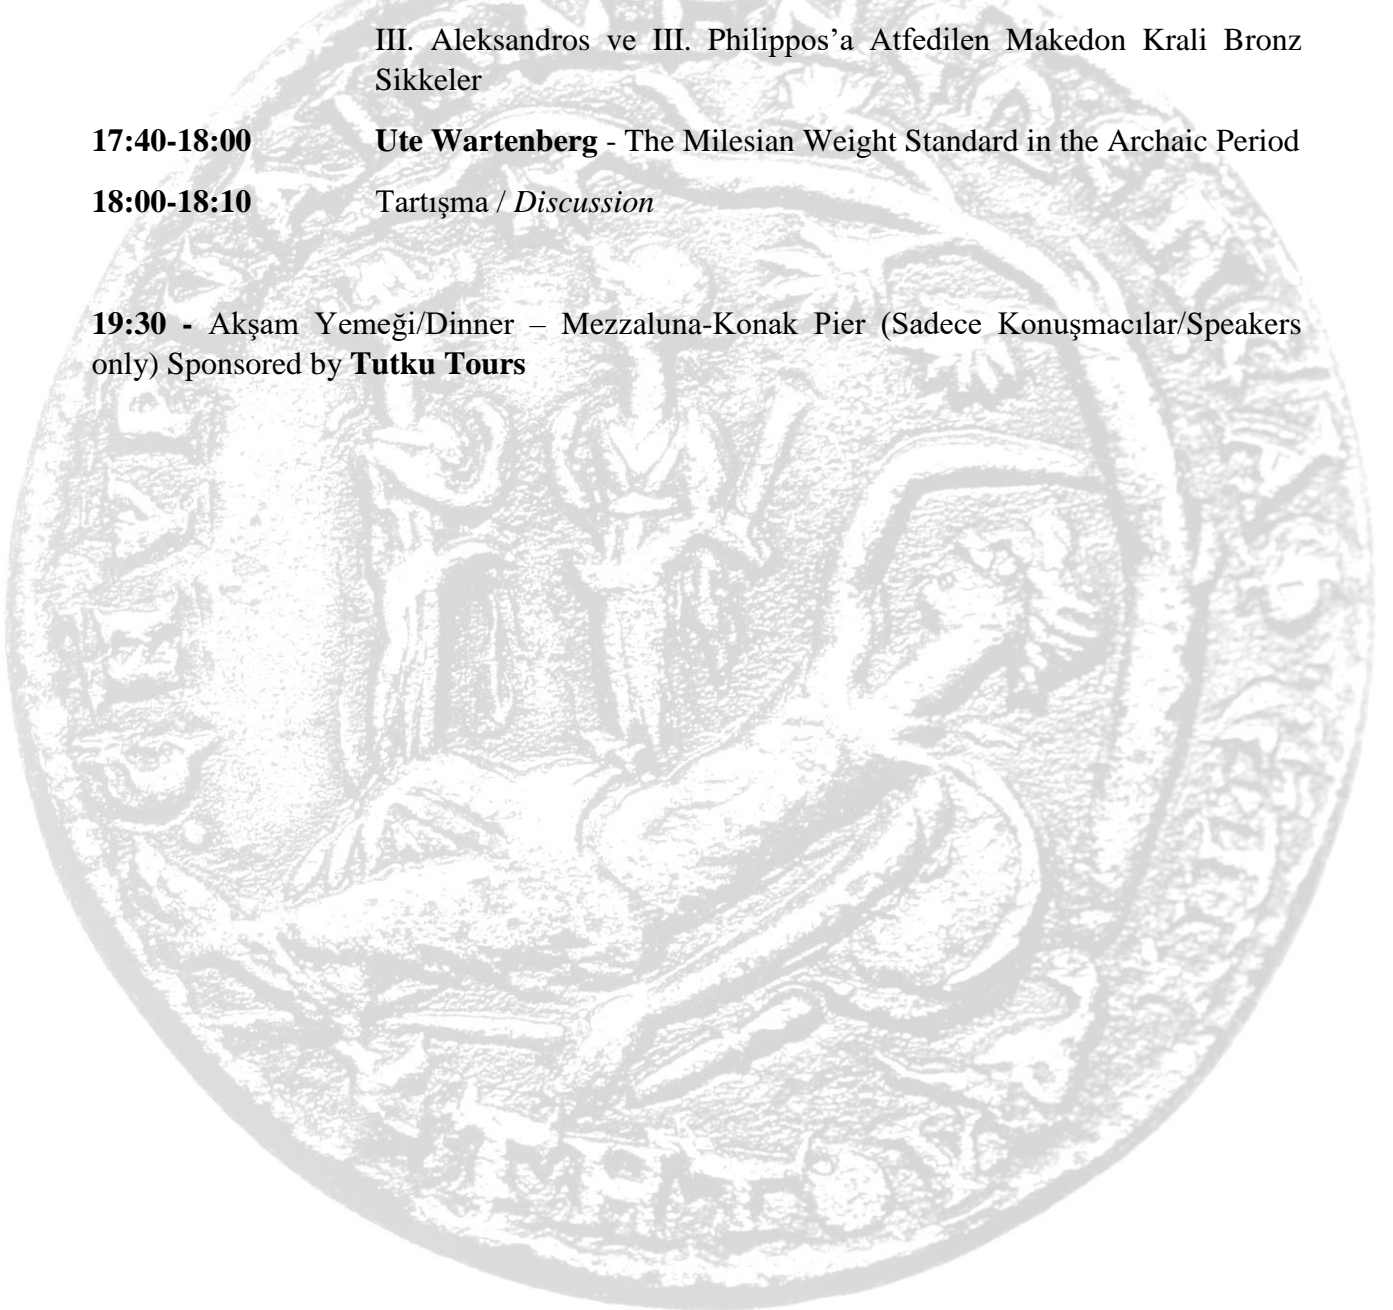 III. Aleksandros ve III. Philippos’a Atfedilen Makedon Krali Bronz
Sikkeler
17:40-18:00 Ute Wartenberg - The Milesian Weight Standard in the Archaic Period
18:00-18:10 Tartışma / Discussion
19:30 - Akşam Yemeği/Dinner – Mezzaluna-Konak Pier (Sadece Konuşmacılar/Speakers
only) Sponsored by Tutku Tours